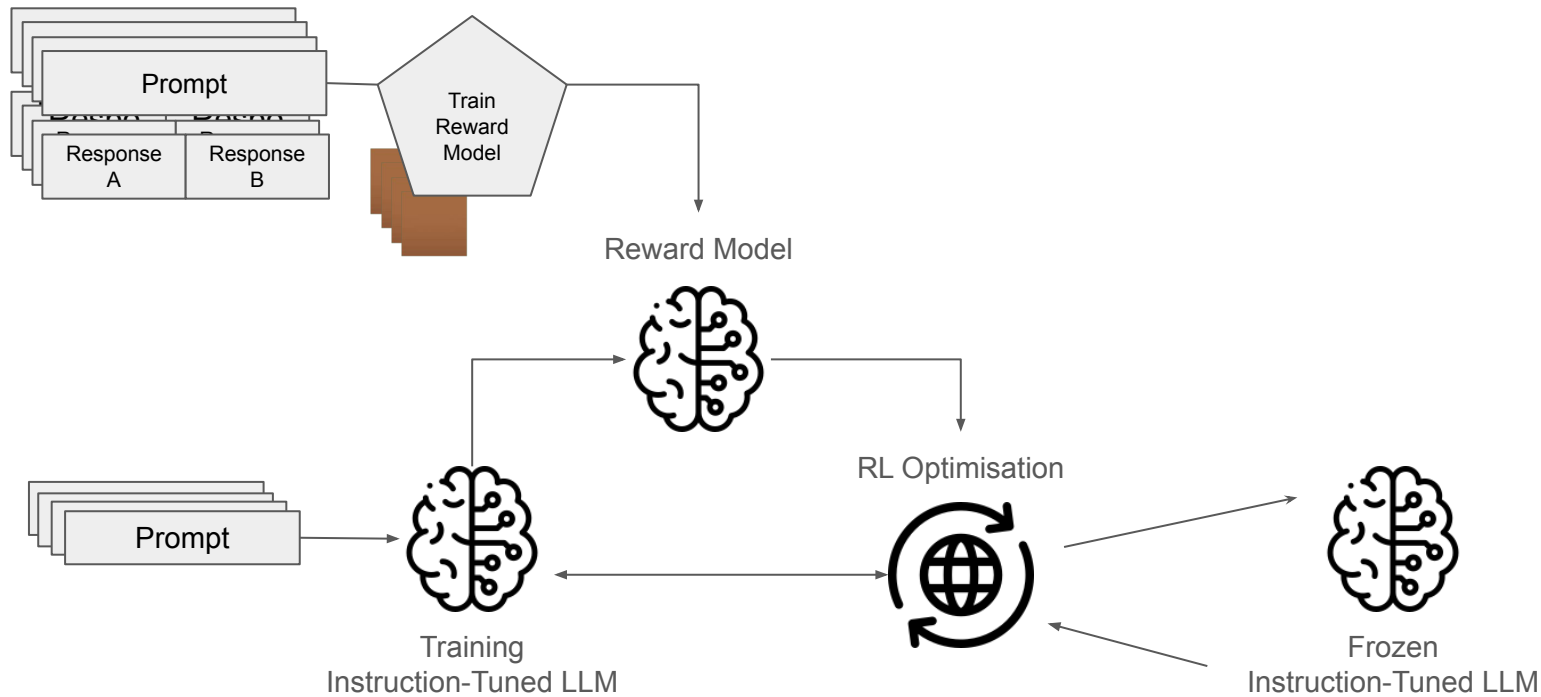 Prompt
Train
Reward
Model
Response
A
Response
B
Reward Model
RL Optimisation
Prompt
Training
Instruction-Tuned LLM
Frozen
Instruction-Tuned LLM